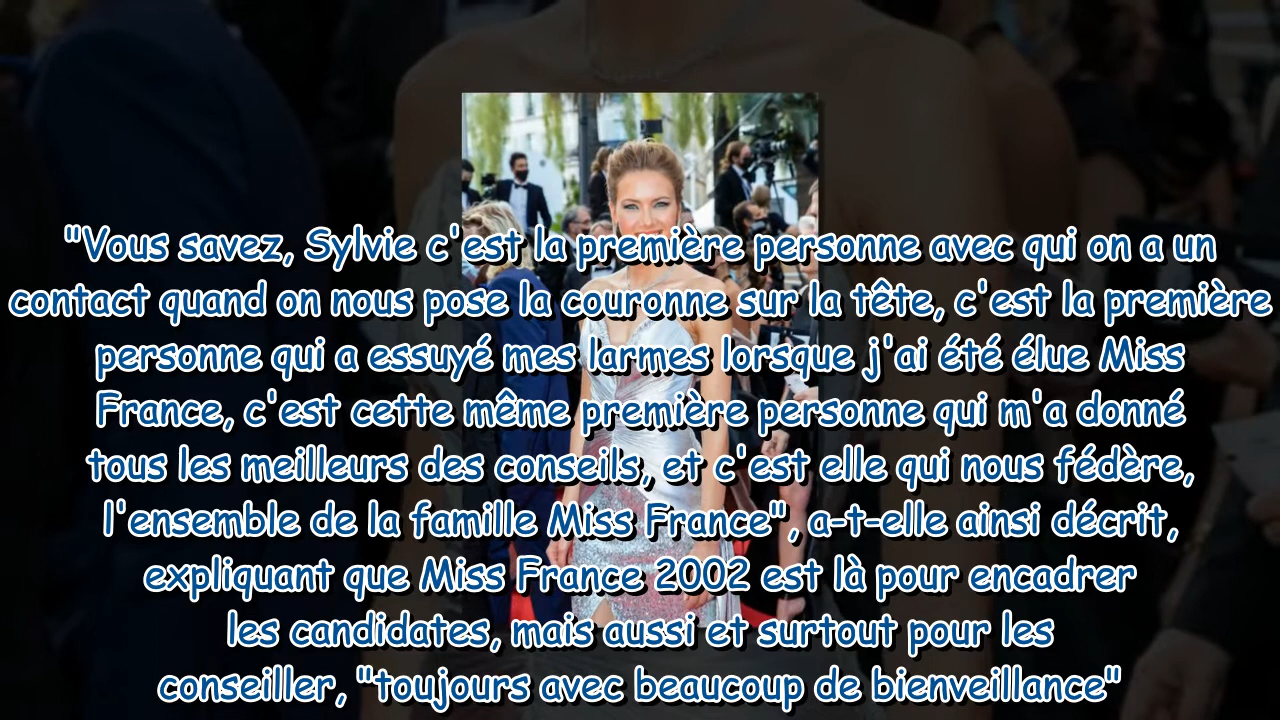 "Vous savez, Sylvie c'est la première personne avec qui on a un
contact quand on nous pose la couronne sur la tête, c'est la première
personne qui a essuyé mes larmes lorsque j'ai été élue Miss
France, c'est cette même première personne qui m'a donné
tous les meilleurs des conseils, et c'est elle qui nous fédère,
l'ensemble de la famille Miss France", a-t-elle ainsi décrit,
expliquant que Miss France 2002 est là pour encadrer
les candidates, mais aussi et surtout pour les
conseiller, "toujours avec beaucoup de bienveillance"